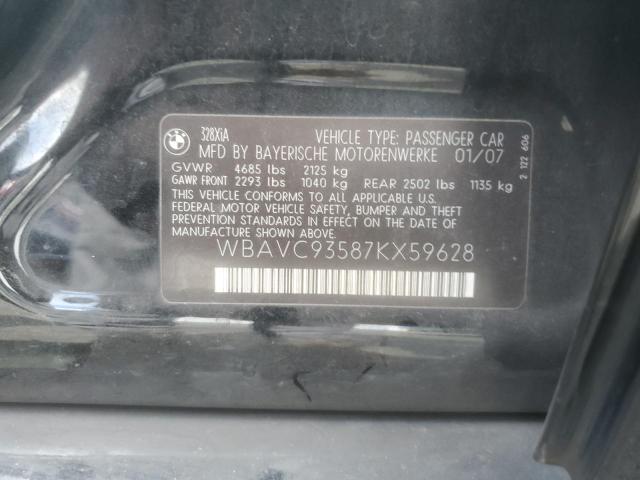 BMW
328XiA VEHICLE TYPE: PASSENGER CAR
MFD BY BAYERISCHE MOTORENWERKE 01/07
GVWR 4685 lbs 2125 kg
GAWR FRONT 2293 lbs 1040 kg REAR 2502 lbs 1135 kg
THIS VEHICLE CONFORMS TO ALL APPLICABLE U.S.
FEDERAL MOTOR VEHICLE SAFETY, BUMPER AND THEFT
PREVENTION STANDARDS IN EFFECT ON THE DATE OF
MANUFACTURE SHOWN ABOVE.
WBAVC93587KX59628
2 122 606